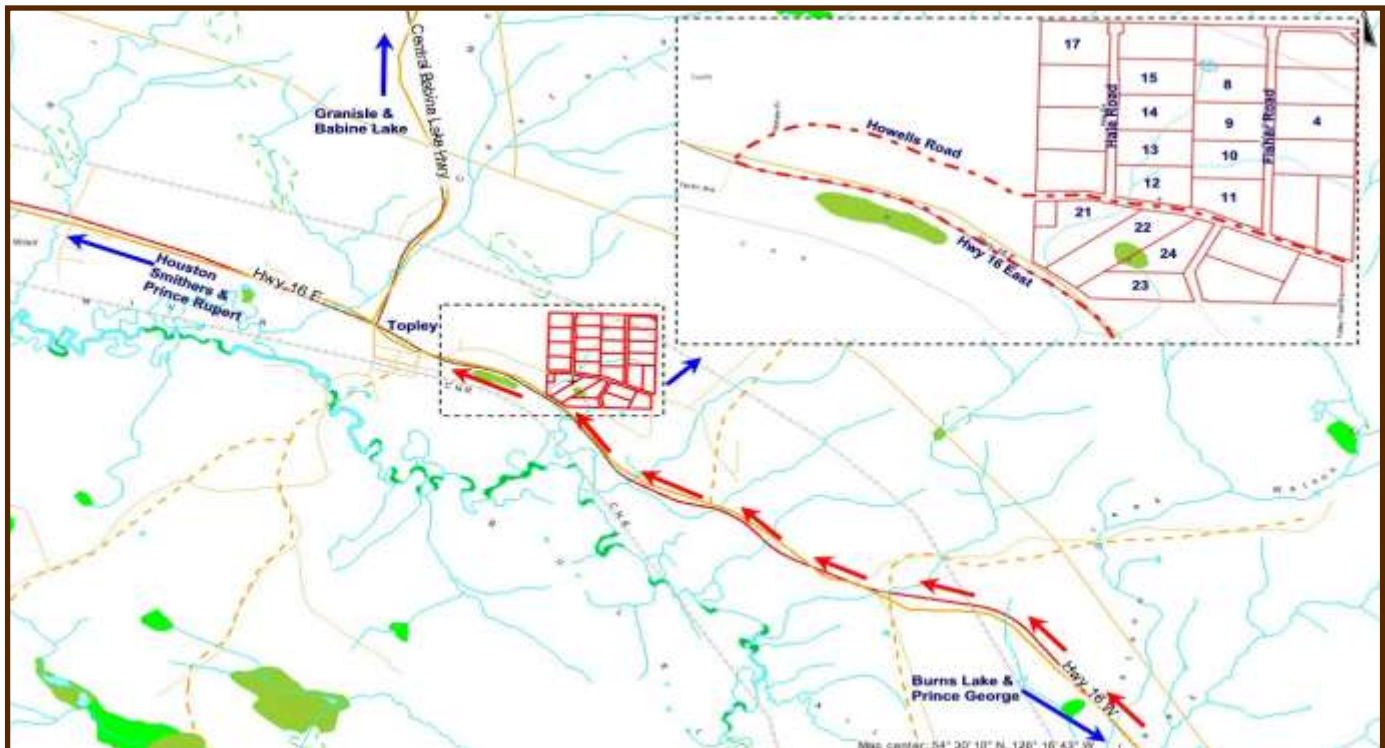 Central Babine Lake Hwy
Granisle &
Babine Lake
Houston
Smithers &
Prince Rupert
Hwy 16 E
Topley
C N R
C N R
Hwy 16 W
Burns Lake &
Prince George
Map center: 54° 30' 10" N, 126° 16' 43" W
Howells Road
Hwy 16 East
Hale Road
Fisher Road
17
15
8
14
9
4
13
10
12
11
21
22
24
23